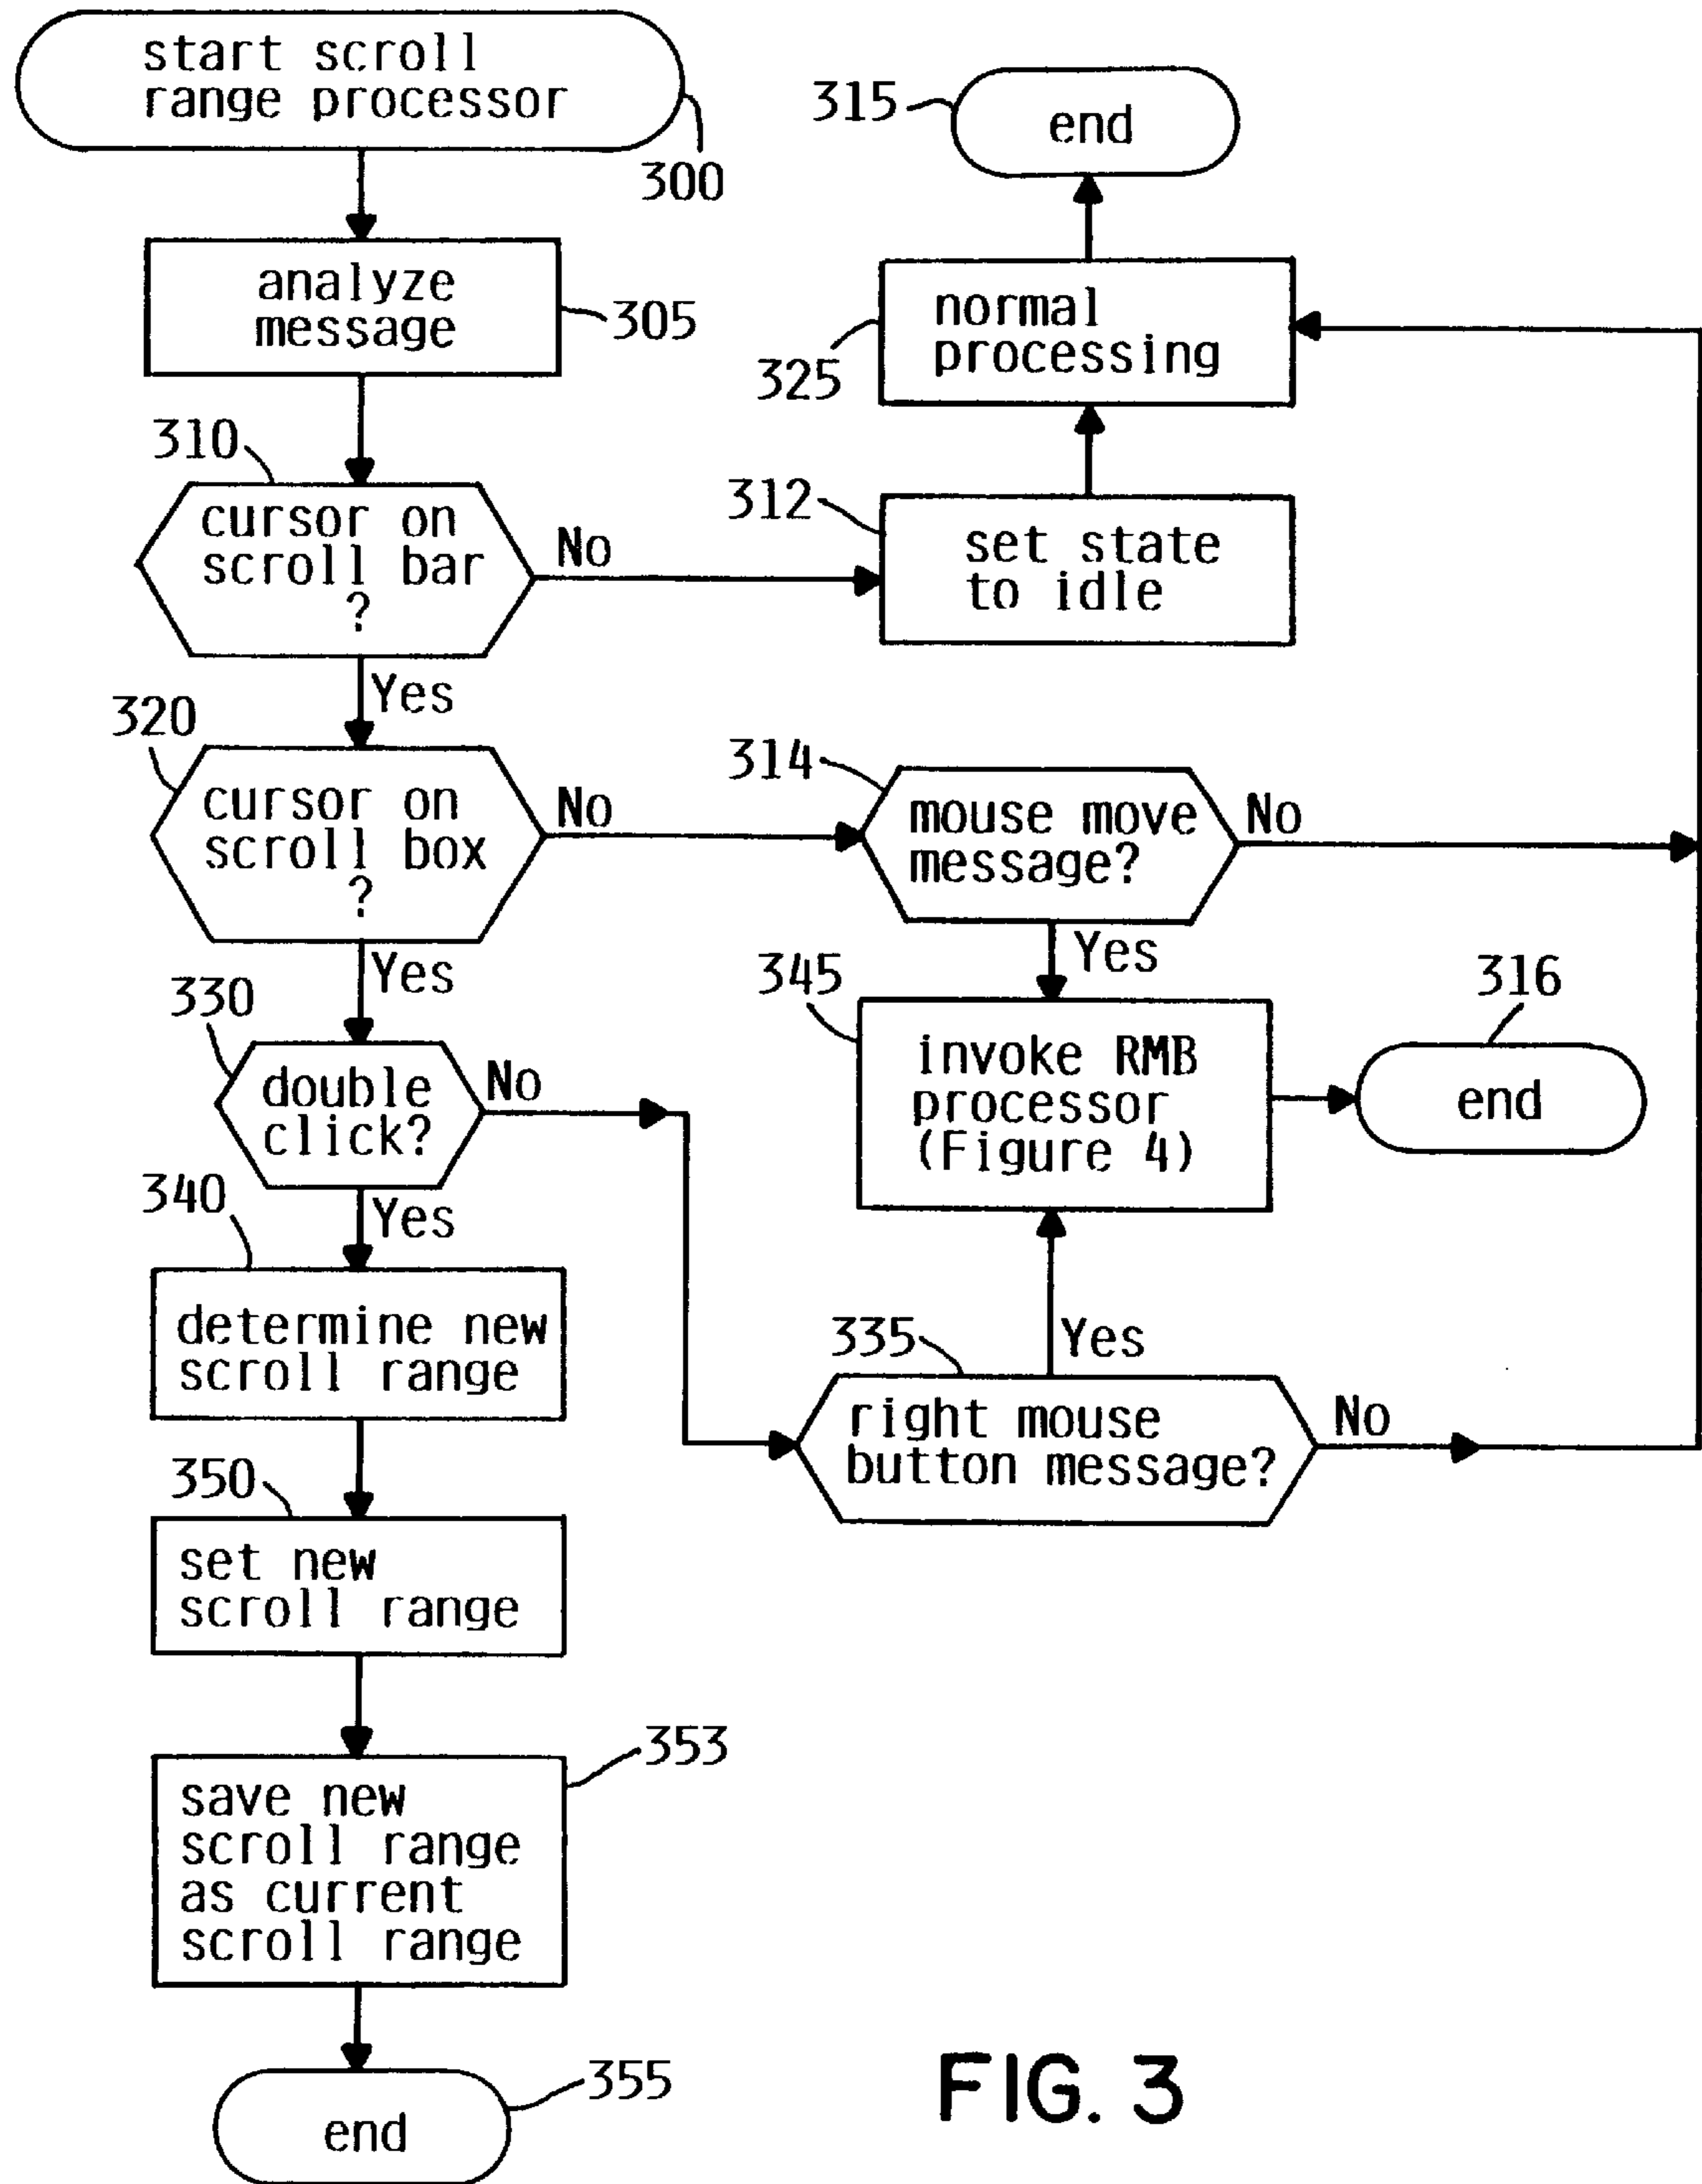 start scroll
range processor
300
315
end
analyze
message
305
normal
processing
325
310
cursor on
scroll bar
?
No
312
set state
to idle
Yes
320
cursor on
scroll box
?
No
314
mouse move
message?
No
Yes
Yes
330
double
click?
No
345
invoke RMB
processor
(Figure 4)
316
end
340
Yes
determine new
scroll range
335
Yes
right mouse
button message?
No
350
set new
scroll range
353
save new
scroll range
as current
scroll range
355
end
FIG. 3